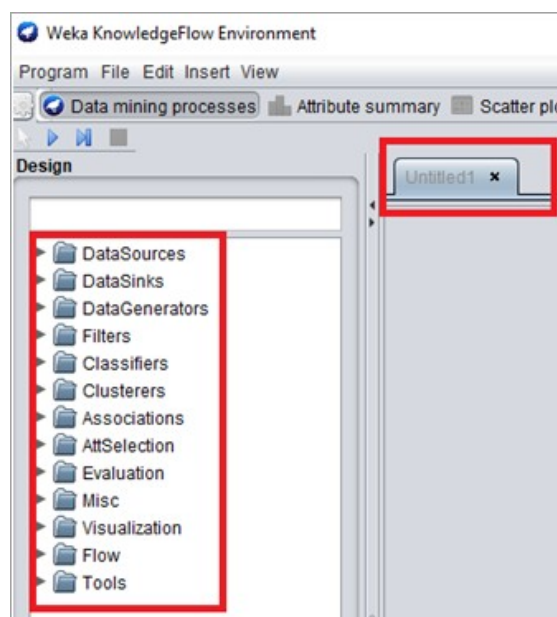 Weka KnowledgeFlow Environment
Program File Edit Insert View
Data mining processes Attribute summary Scatter
Design
Untitled1
DataSources
DataSinks
DataGenerators
Filters
Classifiers
Clusterers
Associations
AttSelection
Evaluation
Misc
Visualization
Flow
Tools